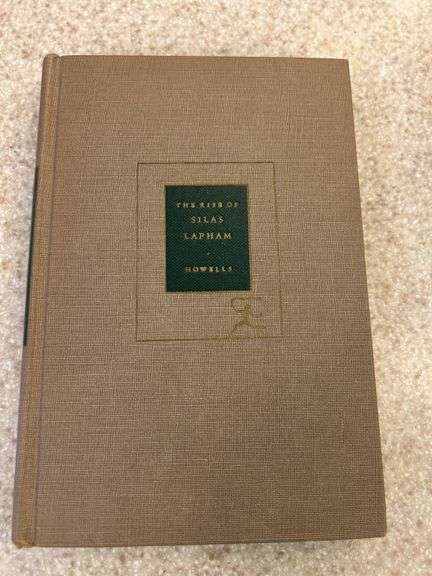 THE RISE OF
SILAS
LAPHAM
HOWELLS